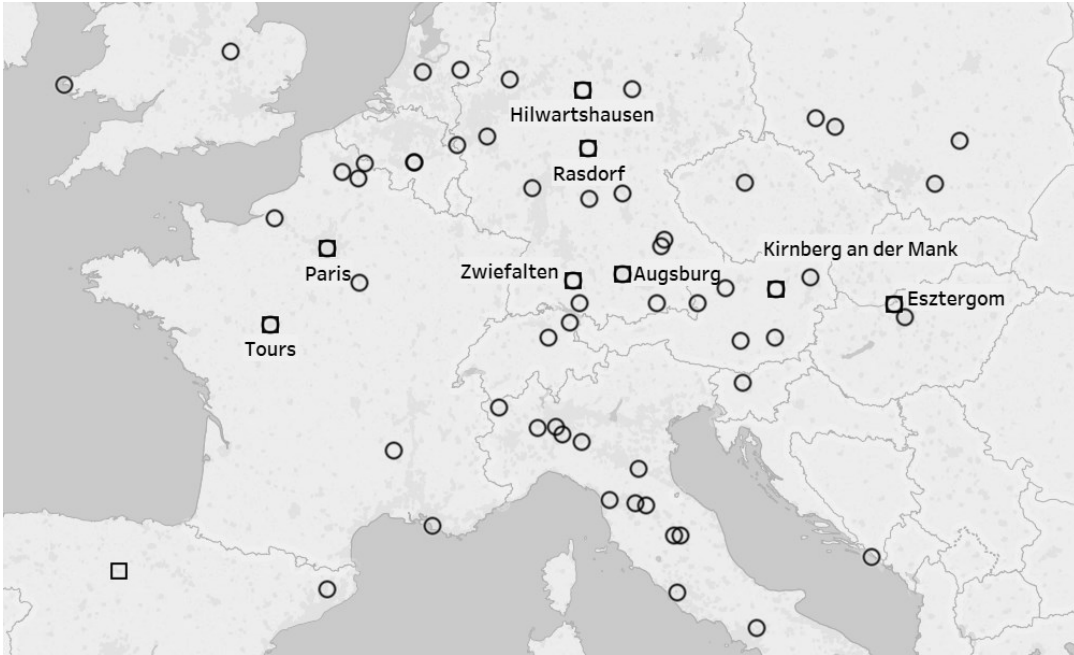 Hilwartshausen
Rasdorf
Kirnberg an der Mank
Paris
Zwiefalten
Augsburg
Esztergom
Tours